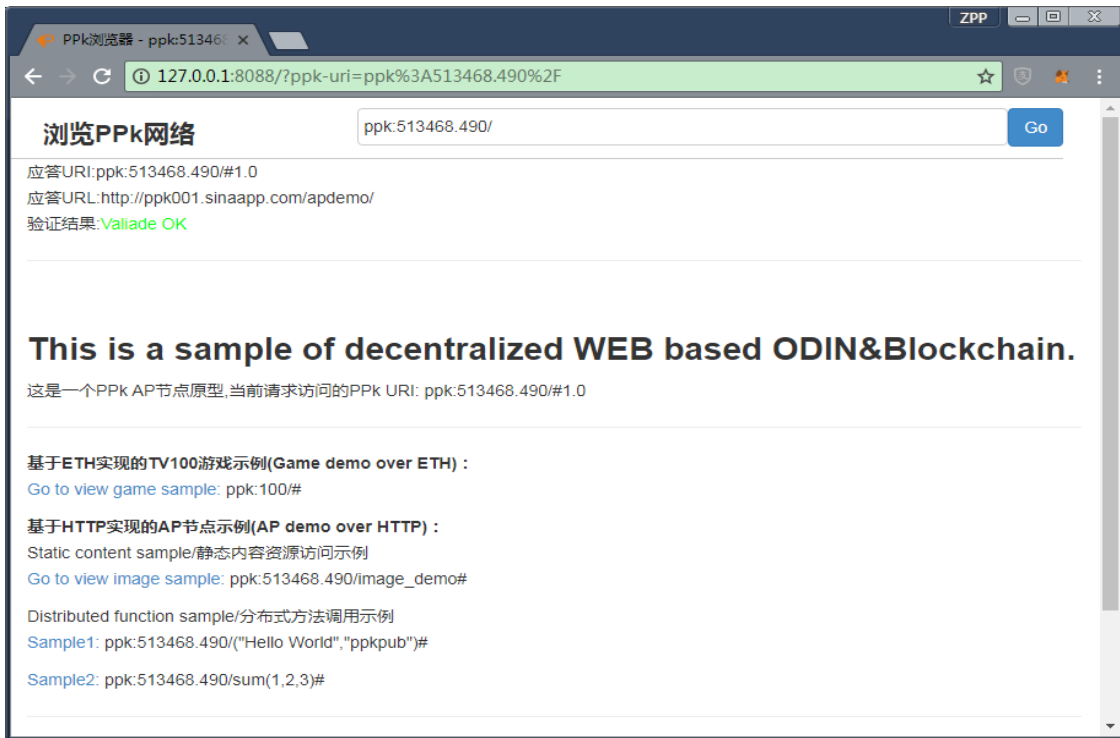 ZPP
PPk浏览器 - ppk:51346
127.0.0.1:8088/?ppk-uri=ppk%3A513468.490%2F
浏览PPk网络
ppk:513468.490/
Go
应答URI:ppk:513468.490/#1.0
应答URL:http://ppk001.sinaapp.com/apdemo/
验证结果:Valiade OK
This is a sample of decentralized WEB based ODIN&Blockchain.
这是一个PPk AP节点原型,当前请求访问的PPk URI: ppk:513468.490/#1.0
基于ETH实现的TV100游戏示例(Game demo over ETH)：
Go to view game sample: ppk:100/#
基于HTTP实现的AP节点示例(AP demo over HTTP)：
Static content sample/静态内容资源访问示例
Go to view image sample: ppk:513468.490/image_demo#
Distributed function sample/分布式方法调用示例
Sample1: ppk:513468.490/("Hello World","ppkpub")#
Sample2: ppk:513468.490/sum(1,2,3)#